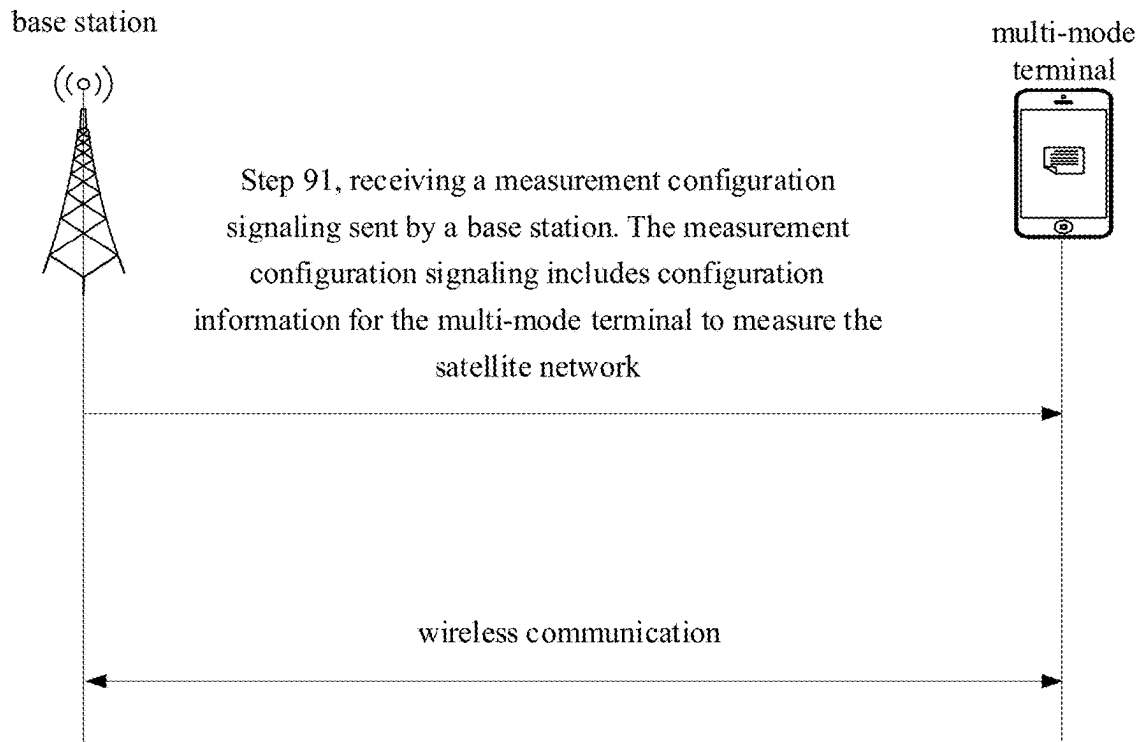 base station
multi-mode
terminal
Step 91, receiving a measurement configuration
signaling sent by a base station. The measurement
configuration signaling includes configuration
information for the multi-mode terminal to measure the
satellite network
wireless communication